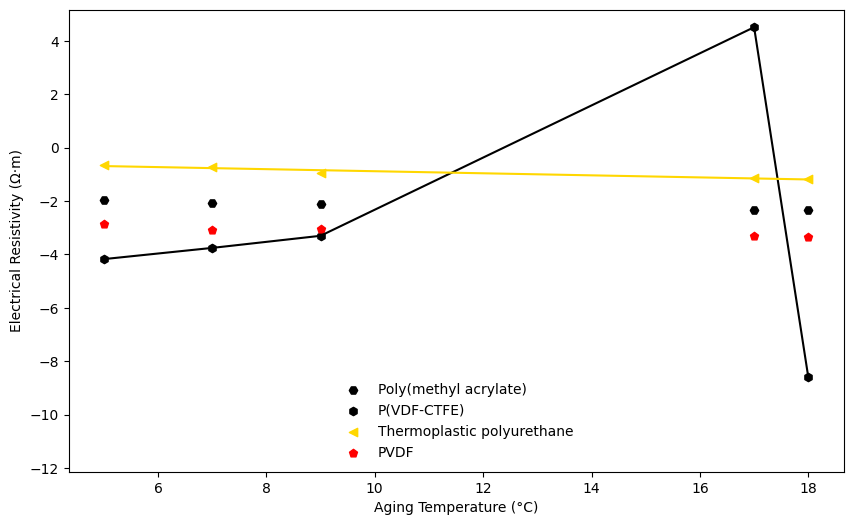 4
2
0
−2
−4
−6
−8
−10
−12
Electrical Resistivity (Ω·m)
Poly(methyl acrylate)
P(VDF-CTFE)
Thermoplastic polyurethane
PVDF
6 8 10 12 14 16 18
Aging Temperature (°C)